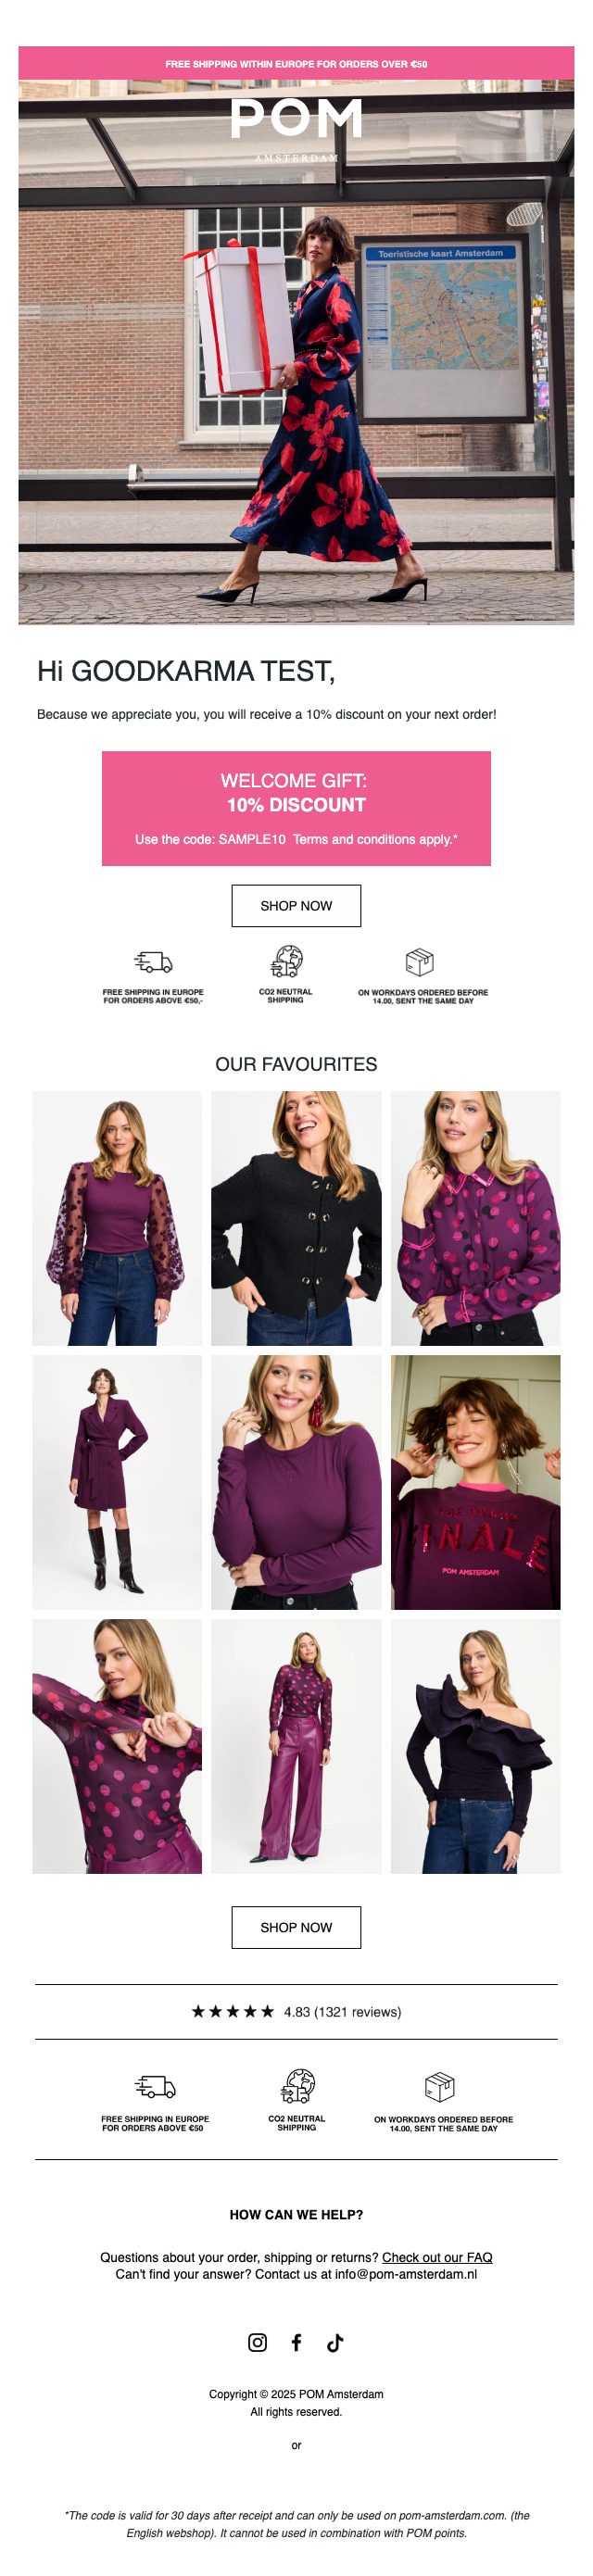 FREE SHIPPING WITHIN EUROPE FOR ORDERS OVER €50
POM
AMSTERDAM
Toeristische kaart Amsterdam
Hi GOODKARMA TEST,
Because we appreciate you, you will receive a 10% discount on your next order!
WELCOME GIFT:
10% DISCOUNT
Use the code: SAMPLE10 Terms and conditions apply.*
SHOP NOW
FREE SHIPPING IN EUROPE
FOR ORDERS ABOVE €50,-
CO2 NEUTRAL
SHIPPING
ON WORKDAYS ORDERED BEFORE
14.00, SENT THE SAME DAY
OUR FAVOURITES
INALE
POM AMSTERDAM
SHOP NOW
4.83 (1321 reviews)
FREE SHIPPING IN EUROPE
FOR ORDERS ABOVE €50
CO2 NEUTRAL
SHIPPING
ON WORKDAYS ORDERED BEFORE
14.00, SENT THE SAME DAY
HOW CAN WE HELP?
Questions about your order, shipping or returns? Check out our FAQ
Can't find your answer? Contact us at info@pom-amsterdam.nl
Copyright © 2025 POM Amsterdam
All rights reserved.
or
*The code is valid for 30 days after receipt and can only be used on pom-amsterdam.com. (the
English webshop). It cannot be used in combination with POM points.